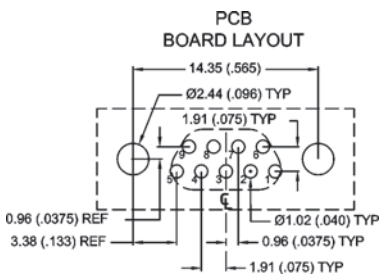 PCB
BOARD LAYOUT
14.35 (.565)
Ø2.44 (.096) TYP
1.91 (.075) TYP
9 8 7 6
5 4 3 2 1
℄
0.96 (.0375) REF
Ø1.02 (.040) TYP
3.38 (.133) REF
0.96 (.0375) TYP
1.91 (.075) TYP